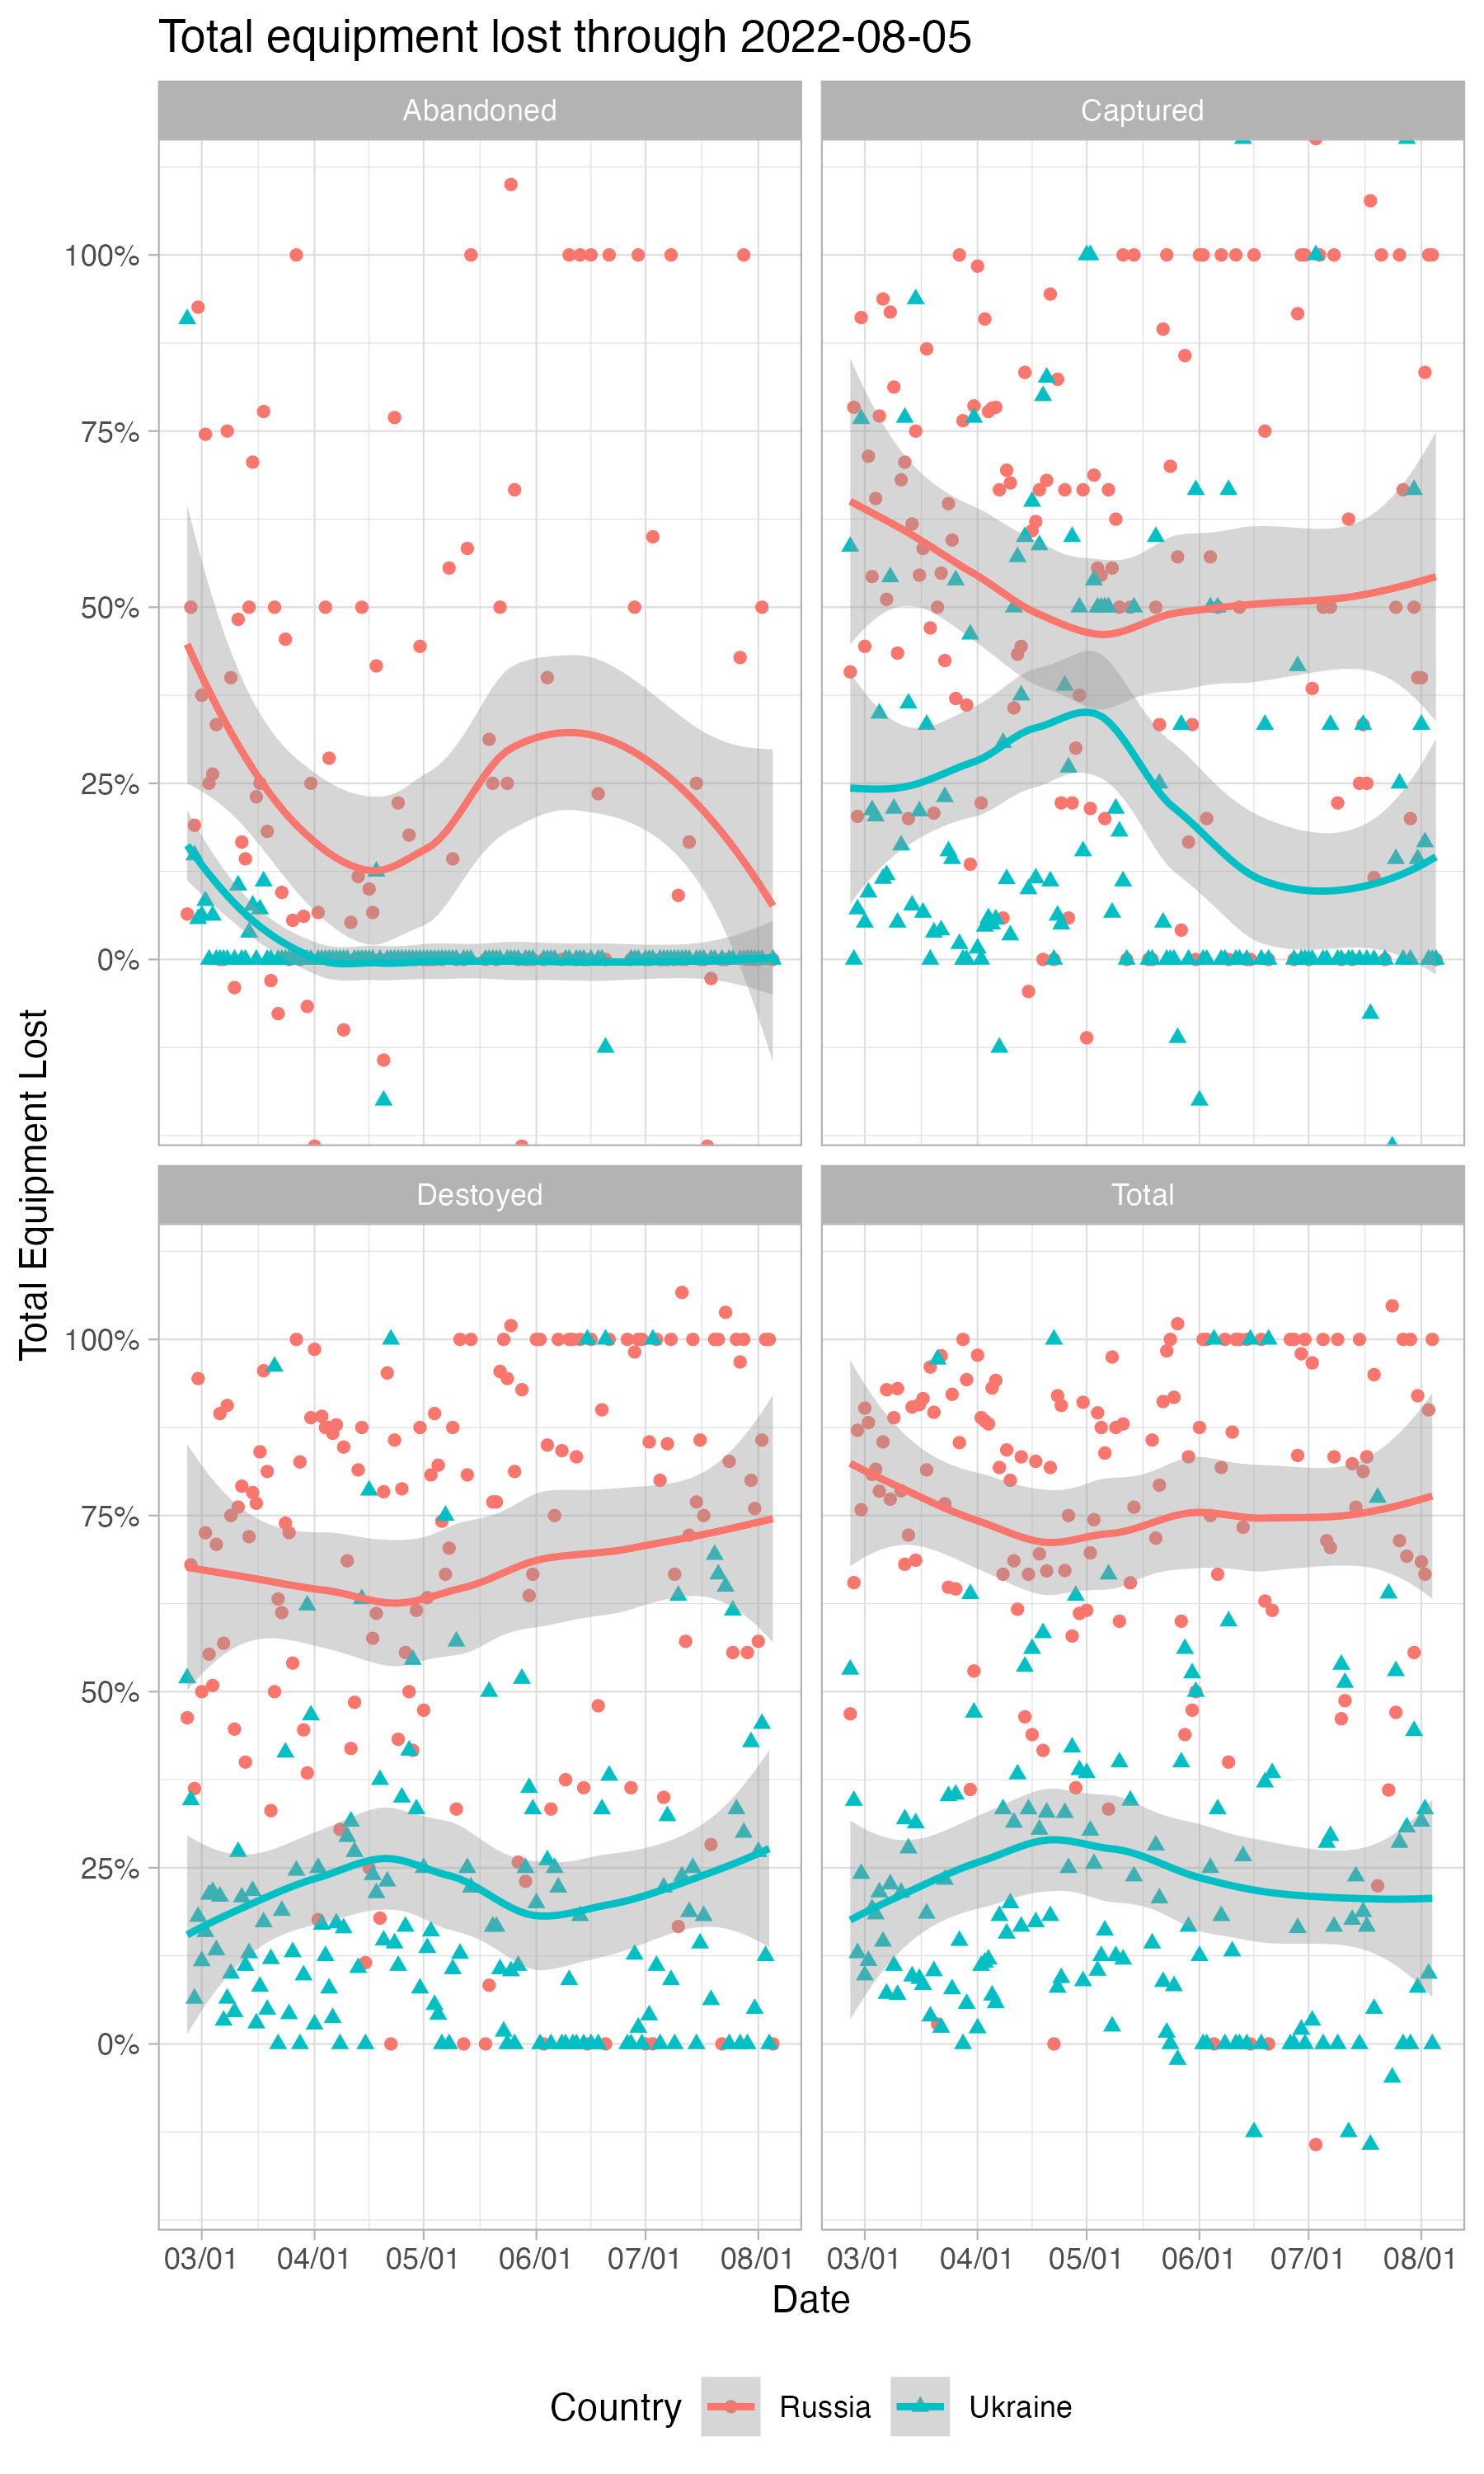 Total equipment lost through 2022-08-05
Abandoned
Captured
100%
75%
50%
25%
0%
Total Equipment Lost
Destoyed
Total
100%
75%
50%
25%
0%
03/01 04/01 05/01 06/01 07/01 08/01
03/01 04/01 05/01 06/01 07/01 08/01
Date
Country Russia Ukraine